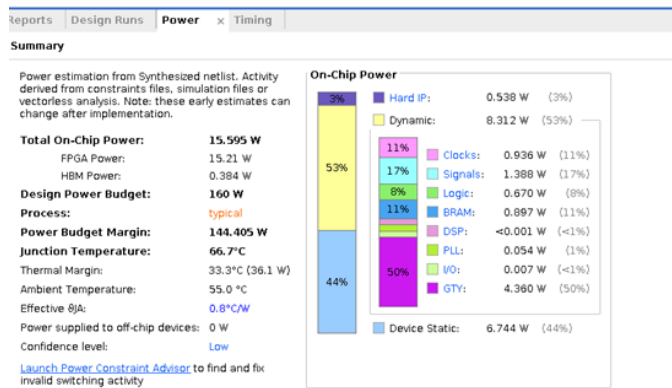 Reports Design Runs Power × Timing
Summary
Power estimation from Synthesized netlist. Activity
derived from constraints files, simulation files or
vectorless analysis. Note: these early estimates can
change after implementation.
Total On-Chip Power: 15.595 W
FPGA Power: 15.21 W
HBM Power: 0.384 W
Design Power Budget: 160 W
Process: typical
Power Budget Margin: 144.405 W
Junction Temperature: 66.7°C
Thermal Margin: 33.3°C (36.1 W)
Ambient Temperature: 55.0 °C
Effective ϑJA: 0.8°C/W
Power supplied to off-chip devices: 0 W
Confidence level: Low
Launch Power Constraint Advisor to find and fix
invalid switching activity
On-Chip Power
3%
53%
44%
Hard IP: 0.538 W (3%)
Dynamic: 8.312 W (53%)
11%
17%
8%
11%
50%
Clocks: 0.936 W (11%)
Signals: 1.388 W (17%)
Logic: 0.670 W (8%)
BRAM: 0.897 W (11%)
DSP: <0.001 W (<1%)
PLL: 0.054 W (1%)
I/O: 0.007 W (<1%)
GTY: 4.360 W (50%)
Device Static: 6.744 W (44%)